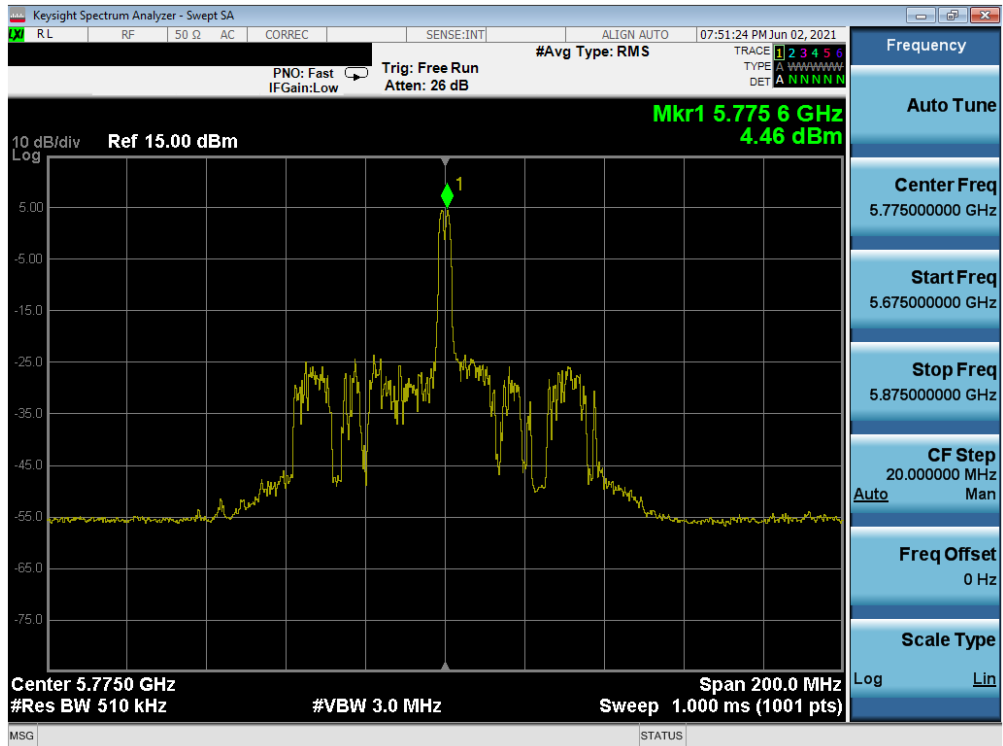 Keysight Spectrum Analyzer - Swept SA
LXI RL RF 50 Ω AC CORREC SENSE:INT ALIGN AUTO 07:51:24 PM Jun 02, 2021
PNO: Fast
IFGain:Low
Trig: Free Run
Atten: 26 dB
#Avg Type: RMS
TRACE 1 2 3 4 5 6
TYPE A WWWWW
DET A N N N N N
Mkr1 5.775 6 GHz
4.46 dBm
10 dB/div Ref 15.00 dBm
Log
1
5.00
-5.00
-15.0
-25.0
-35.0
-45.0
-55.0
-65.0
-75.0
Center 5.7750 GHz Span 200.0 MHz
#Res BW 510 kHz #VBW 3.0 MHz Sweep 1.000 ms (1001 pts)
MSG STATUS
Frequency
Auto Tune
Center Freq
5.775000000 GHz
Start Freq
5.675000000 GHz
Stop Freq
5.875000000 GHz
CF Step
20.000000 MHz
Auto Man
Freq Offset
0 Hz
Scale Type
Log Lin